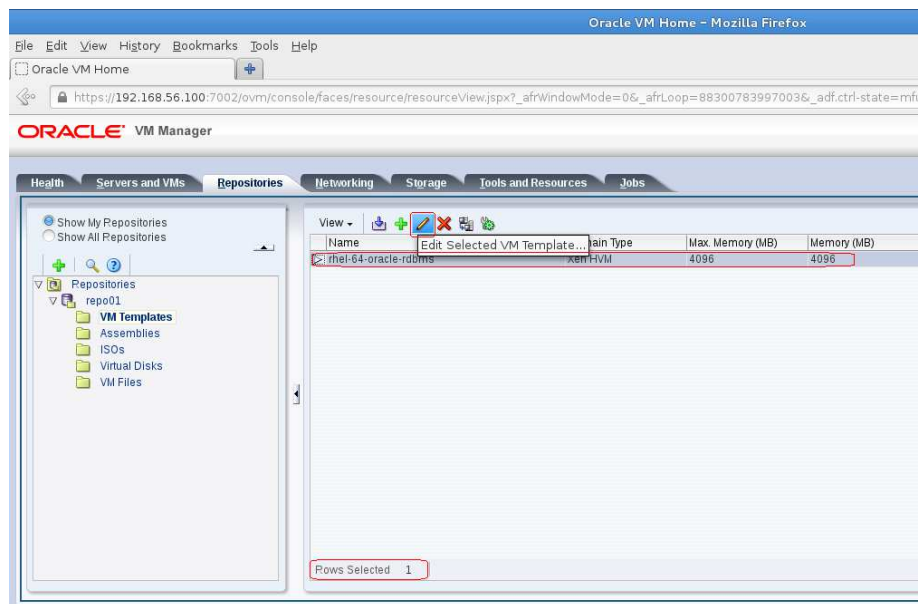 Oracle VM Home - Mozilla Firefox
File Edit View History Bookmarks Tools Help
Oracle VM Home
https://192.168.56.100:7002/ovm/console/faces/resource/resourceView.jspx?_afrWindowMode=0&_afrLoop=88300783997003&_adf.ctrl-state=mfu
ORACLE VM Manager
Health Servers and VMs Repositories Networking Storage Tools and Resources Jobs
Show My Repositories
Show All Repositories
Repositories
repo01
VM Templates
Assemblies
ISOs
Virtual Disks
VM Files
View
Name Edit Selected VM Template... ain Type Max. Memory (MB) Memory (MB)
rhel-64-oracle-rdbms Xen HVM 4096 4096
Rows Selected 1